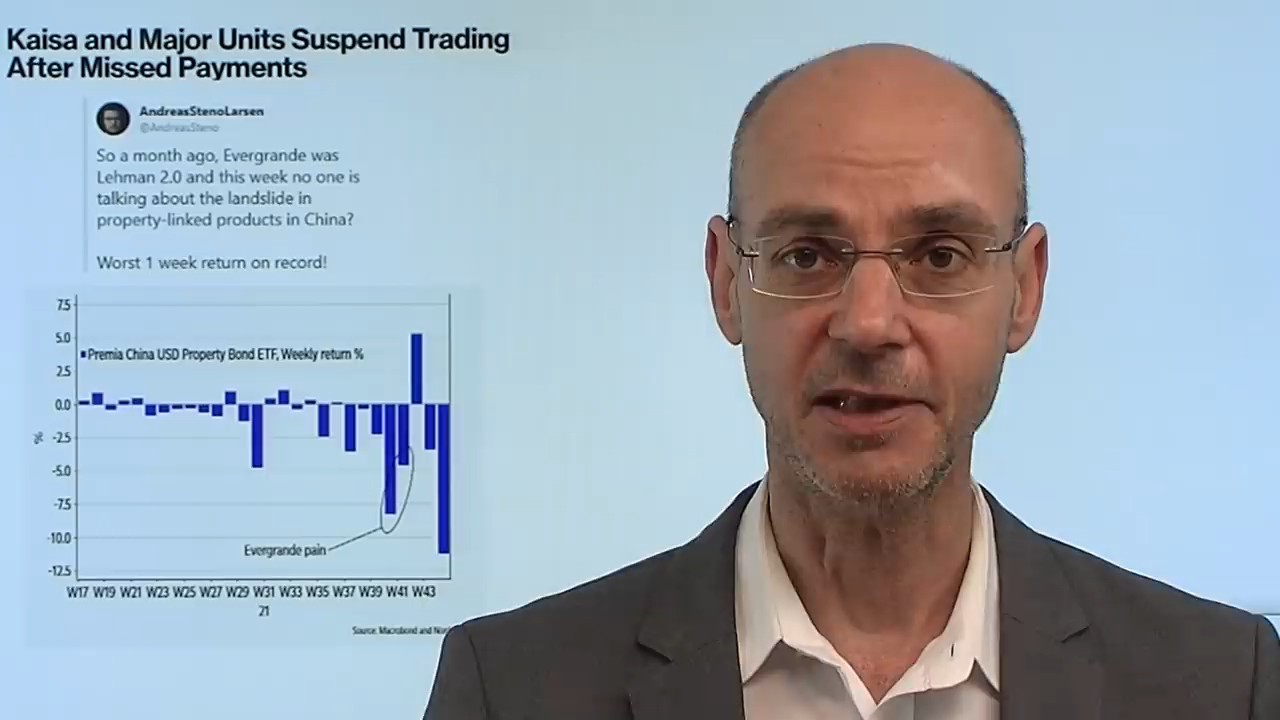 Kaisa and Major Units Suspend Trading
After Missed Payments
AndreasStenoLarsen
@AndreasSteno
So a month ago, Evergrande was
Lehman 2.0 and this week no one is
talking about the landslide in
property-linked products in China?
Worst 1 week return on record!
7.5
5.0
Premia China USD Property Bond ETF, Weekly return %
2.5
0.0
%
-2.5
-5.0
-7.5
-10.0
Evergrande pain
-12.5
W17 W19 W21 W23 W25 W27 W29 W31 W33 W35 W37 W39 W41 W43
21
Source: Macrobond and